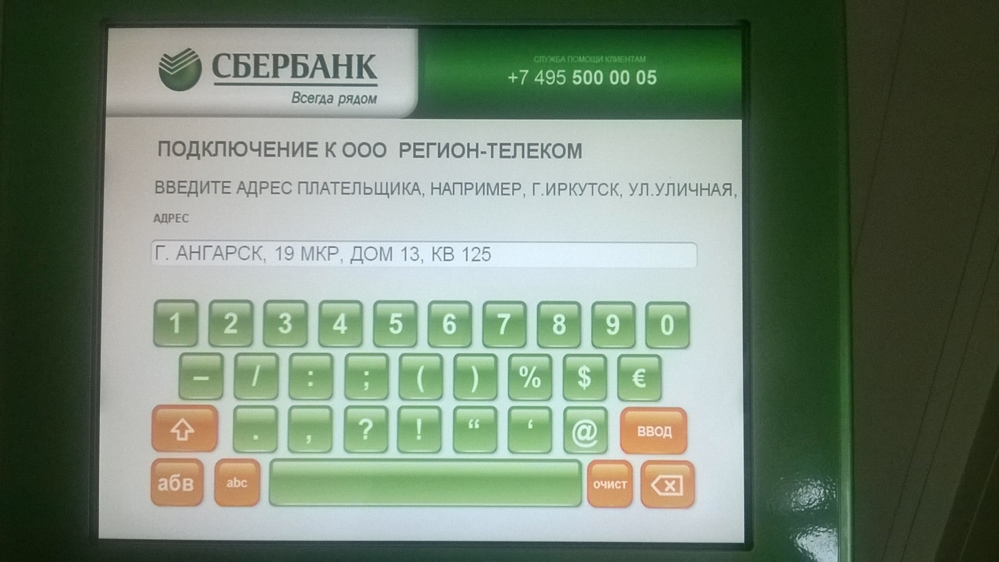 СБЕРБАНК
Всегда рядом
СЛУЖБА ПОМОЩИ КЛИЕНТАМ
+7 495 500 00 05
ПОДКЛЮЧЕНИЕ К ООО РЕГИОН-ТЕЛЕКОМ
ВВЕДИТЕ АДРЕС ПЛАТЕЛЬЩИКА, НАПРИМЕР, Г.ИРКУТСК, УЛ.УЛИЧНАЯ,
АДРЕС
Г. АНГАРСК, 19 МКР, ДОМ 13, КВ 125
1 2 3 4 5 6 7 8 9 0
– / : ; ( ) % $ €
. , ? ! “ ‘ @ ВВОД
абв abc ОЧИСТ